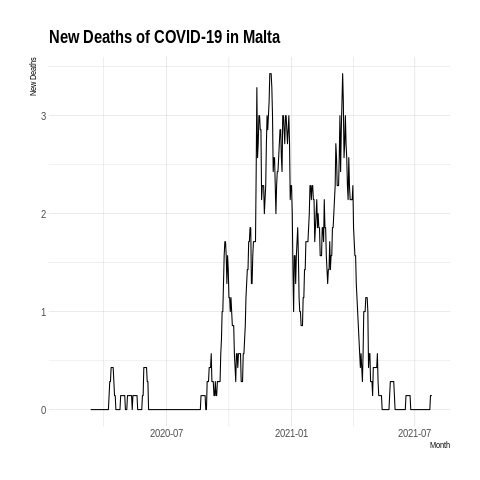 New Deaths of COVID-19 in Malta
New Deaths
3
2
1
0
2020-07
2021-01
2021-07
Month